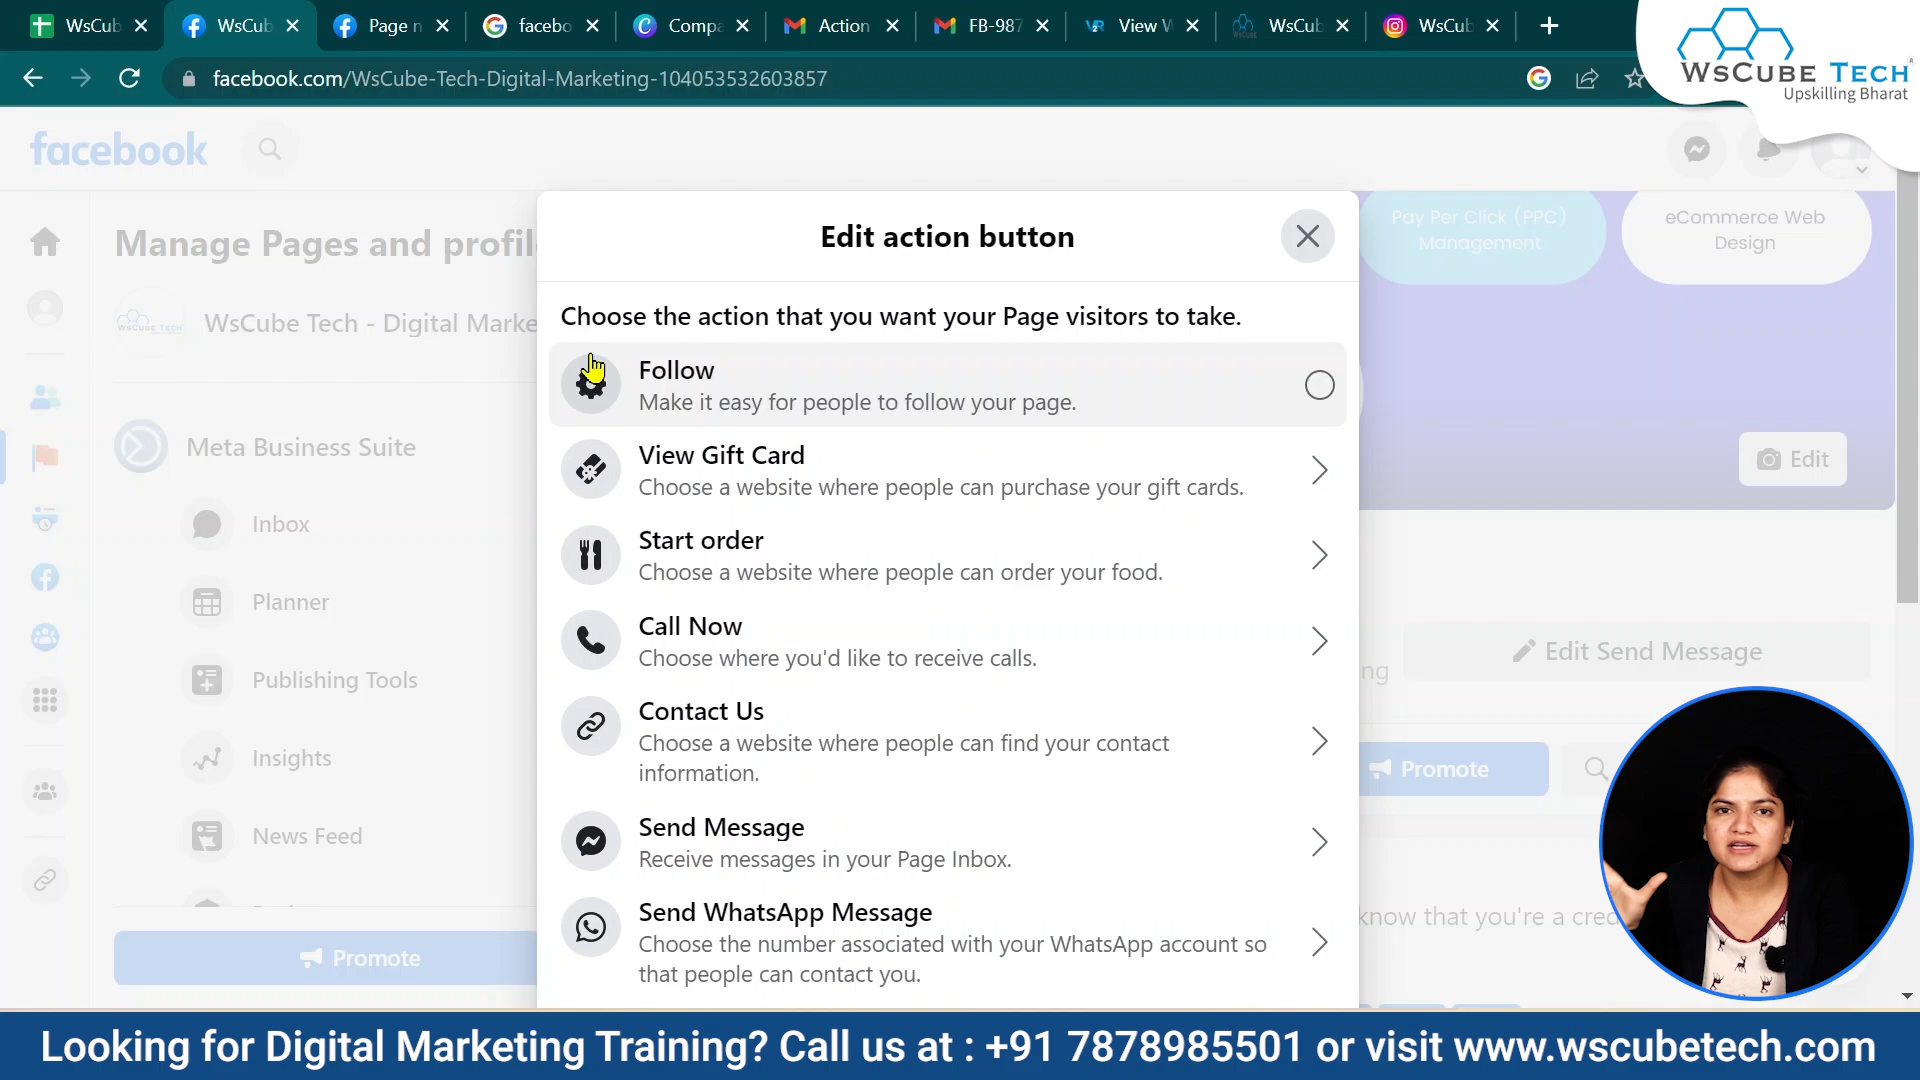 WsCub
WsCub
Page n
facebo
Compa
Action
FB-987
View W
WsCub
WsCub
facebook.com/WsCube-Tech-Digital-Marketing-104053532603857
WsCube Tech
Upskilling Bharat
facebook
Manage Pages and profil
WsCube Tech - Digital Marke
Meta Business Suite
Inbox
Planner
Publishing Tools
Insights
News Feed
Promote
Edit action button
Choose the action that you want your Page visitors to take.
Follow
Make it easy for people to follow your page.
View Gift Card
Choose a website where people can purchase your gift cards.
Start order
Choose a website where people can order your food.
Call Now
Choose where you'd like to receive calls.
Contact Us
Choose a website where people can find your contact
information.
Send Message
Receive messages in your Page Inbox.
Send WhatsApp Message
Choose the number associated with your WhatsApp account so
that people can contact you.
Pay Per Click (PPC)
Management
eCommerce Web
Design
Edit
ng
Edit Send Message
Promote
know that you're a cred
Looking for Digital Marketing Training? Call us at : +91 7878985501 or visit www.wscubetech.com